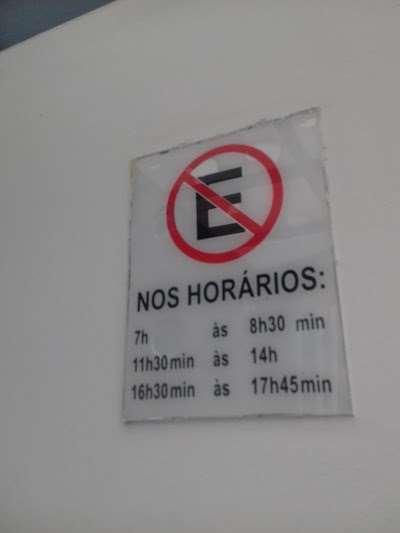 E
NOS HORÁRIOS:
7h às 8h30 min
11h30min às 14h
16h30min às 17h45min